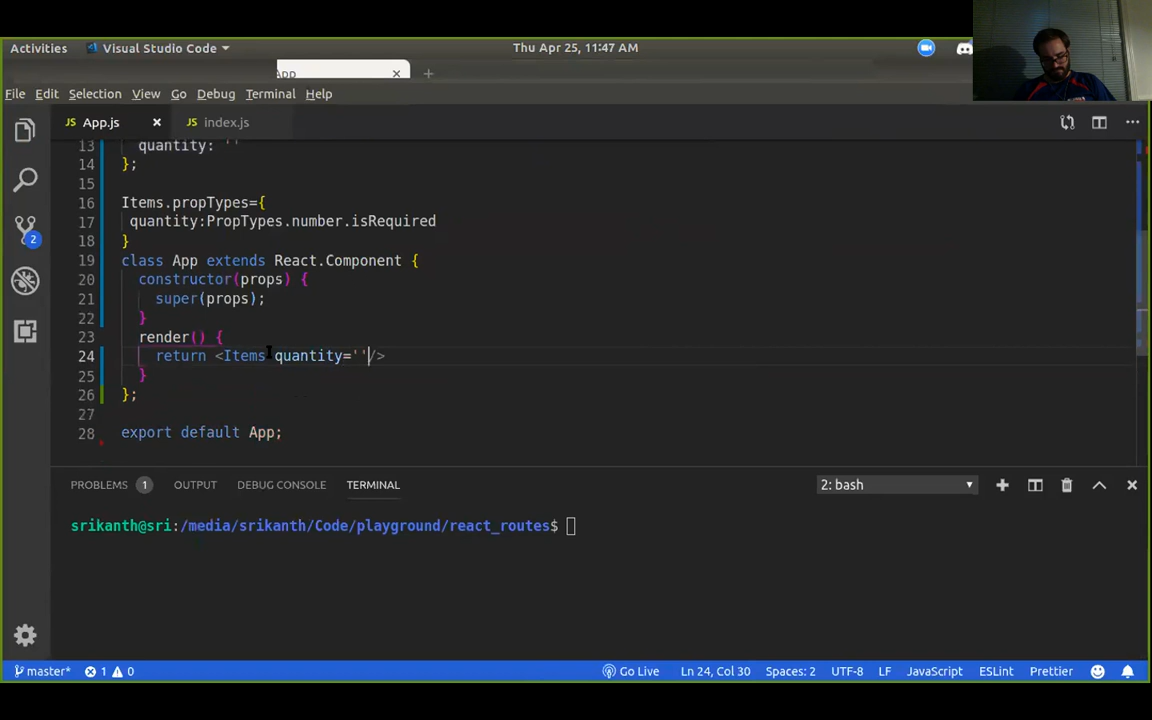 Activities Visual Studio Code Thu Apr 25, 11:47 AM
File Edit Selection View Go Debug Terminal Help
JS App.js × JS index.js
13 quantity: ''
14 };
15
16 Items.propTypes={
17 quantity:PropTypes.number.isRequired
18 }
19 class App extends React.Component {
20 constructor(props) {
21 super(props);
22 }
23 render() {
24 return <Items quantity=''/>
25 }
26 };
27
28 export default App;
2
PROBLEMS 1 OUTPUT DEBUG CONSOLE TERMINAL 2: bash
srikanth@sri:/media/srikanth/Code/playground/react_routes$
master* 1 0 Go Live Ln 24, Col 30 Spaces: 2 UTF-8 LF JavaScript ESLint Prettier